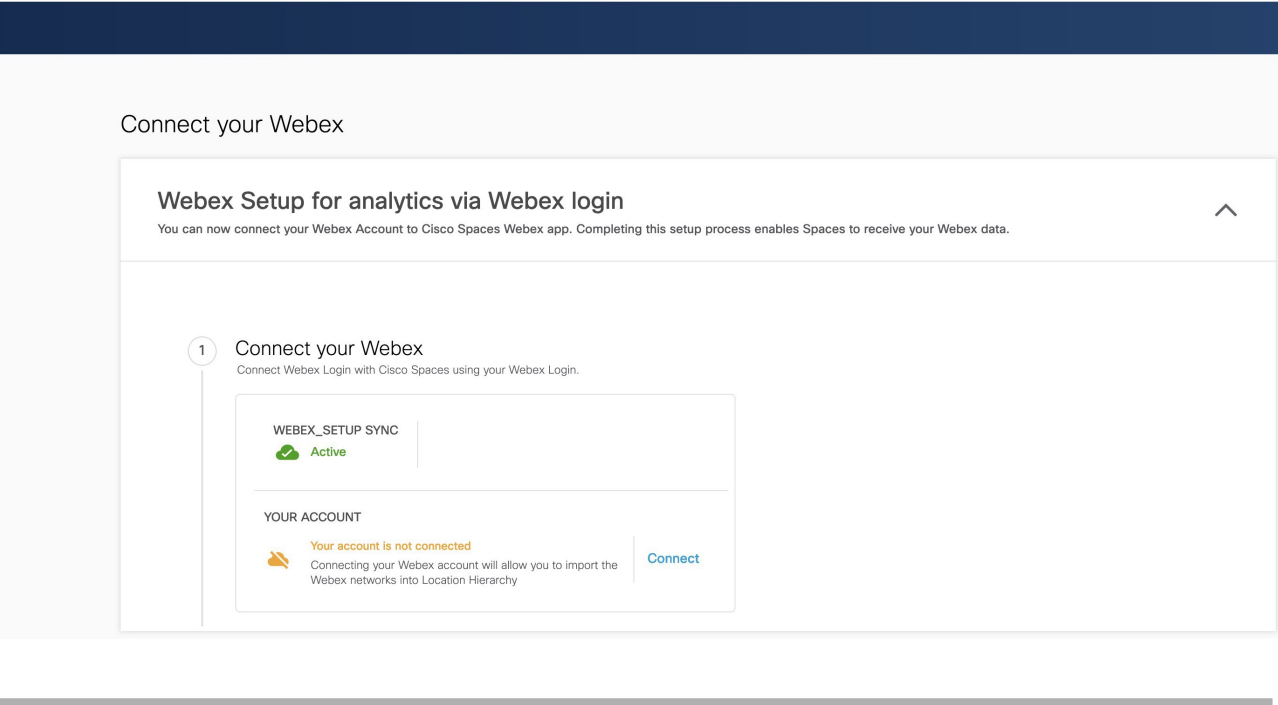 Connect your Webex
Webex Setup for analytics via Webex login
You can now connect your Webex Account to Cisco Spaces Webex app. Completing this setup process enables Spaces to receive your Webex data.
1
Connect your Webex
Connect Webex Login with Cisco Spaces using your Webex Login.
WEBEX_SETUP SYNC
Active
YOUR ACCOUNT
Your account is not connected
Connecting your Webex account will allow you to import the
Webex networks into Location Hierarchy
Connect